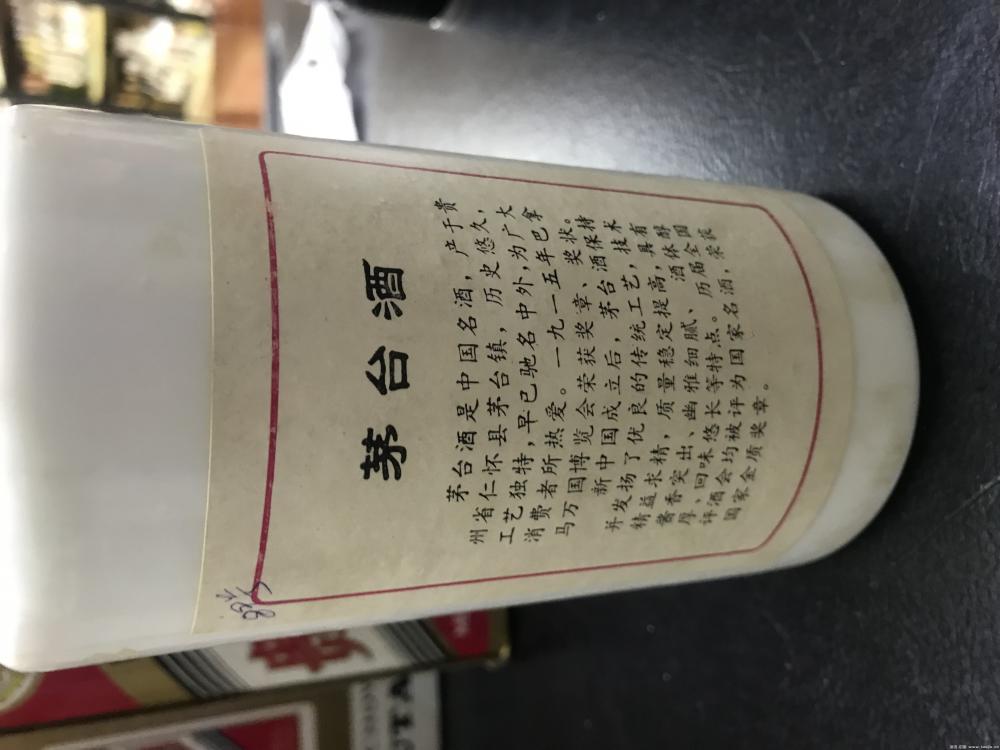 茅台酒
茅台酒是中国名酒，产于贵
州省仁怀县茅台镇，历史悠久，
工艺独特，早已驰名中外，为广大
消费者所热爱。一九一五年巴拿
马万国博览会荣获奖章、奖状。
新中国成立后，茅台酒保持
并发扬了优良的传统工艺，技术
精益求精，质量稳定提高，具有
酱香突出、幽雅细腻、酒体醇
厚、回味悠长等特点。历届全国
评酒会均被评为国家名酒，荣获
国家金质奖章。